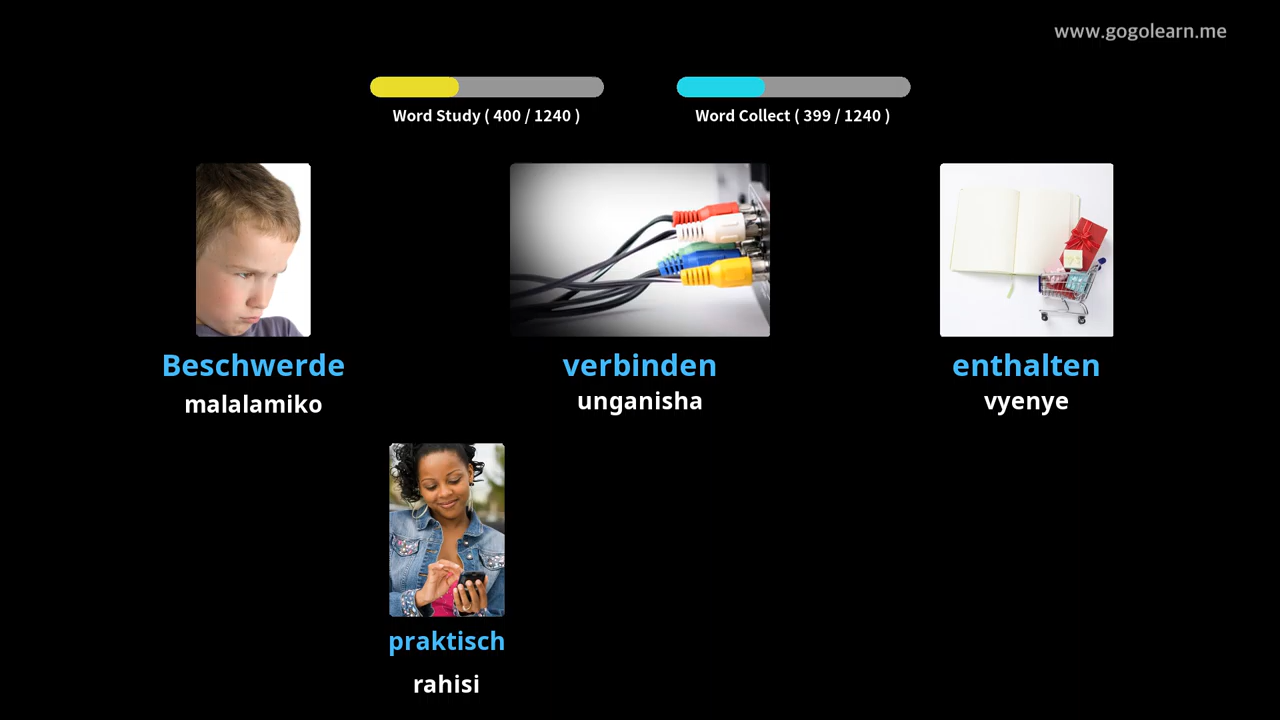 www.gogolearn.me
Word Study ( 400 / 1240 )
Word Collect ( 399 / 1240 )
Beschwerde
malalamiko
verbinden
unganisha
enthalten
vyenye
praktisch
rahisi